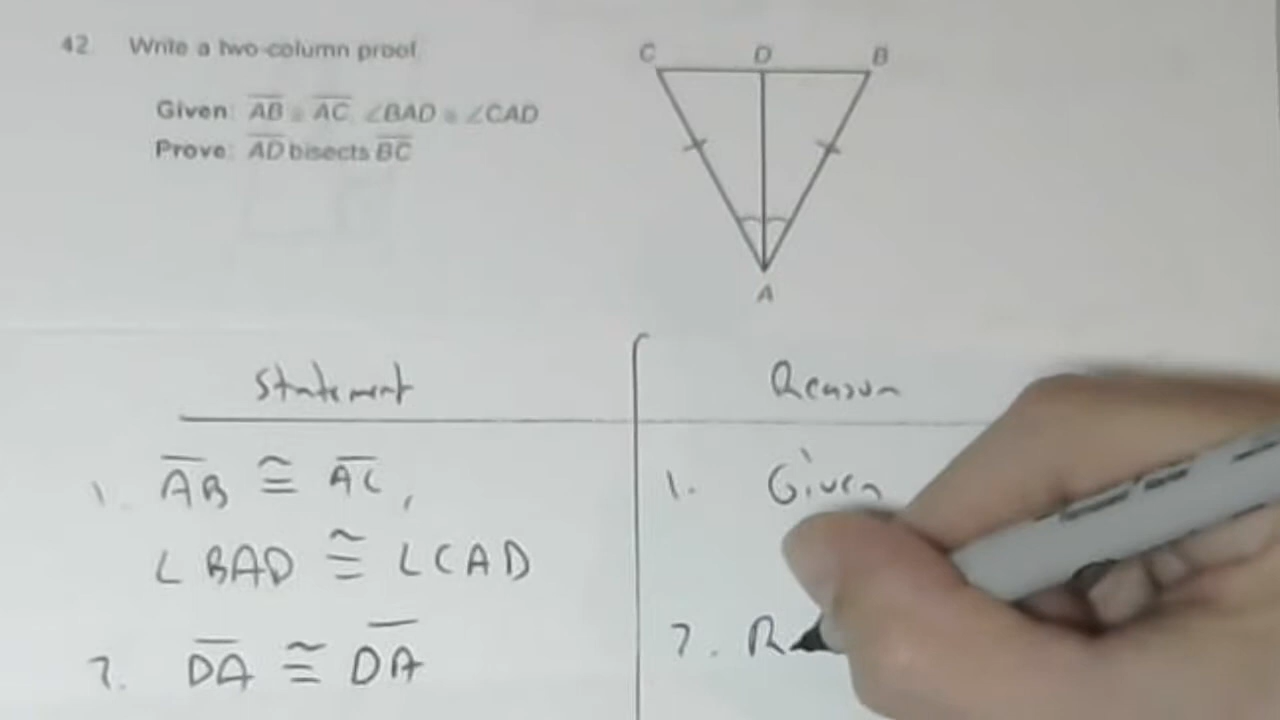 42. Write a two-column proof.
Given: AB ≅ AC, ∠BAD ≅ ∠CAD
Prove: AD bisects BC
C D B
A
Statement Reason
1. AB ≅ AC, 1. Given
∠BAD ≅ ∠CAD
2. DA ≅ DA 2. R